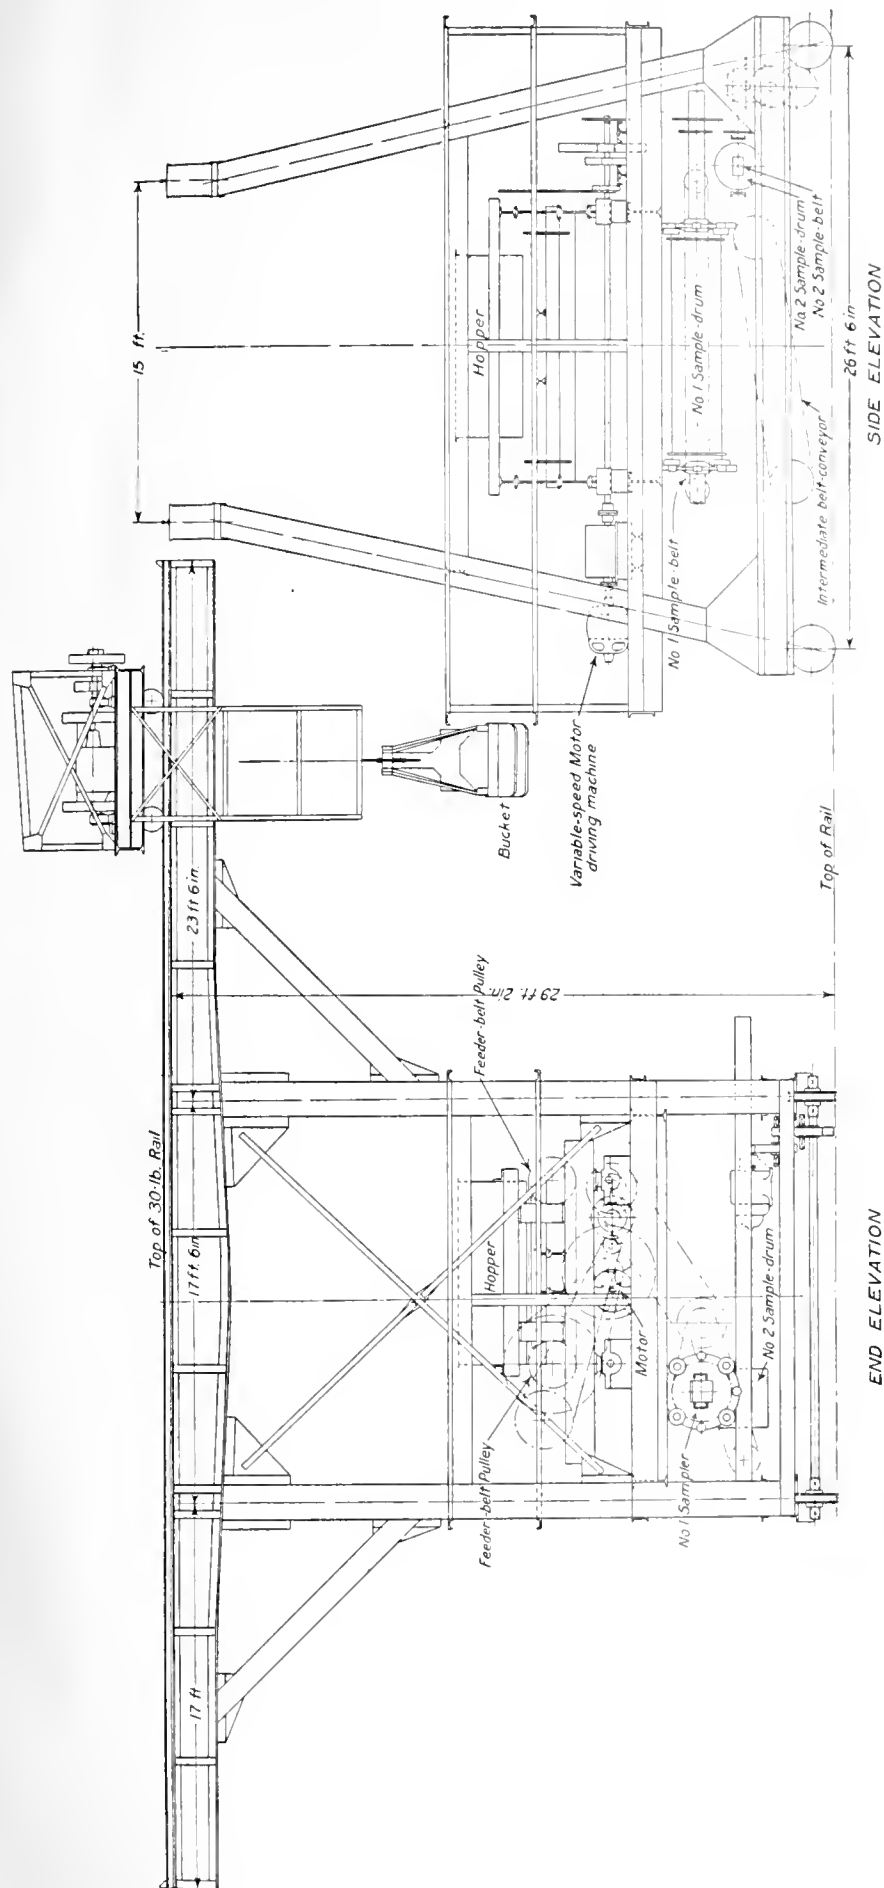 Top of 30-lb. Rail
17 ft
17 ft. 6 in
23 ft 6 in.
29 ft. 2 in.
Hopper
Feeder-belt Pulley
Feeder-belt Pulley
Motor
No 1 Sampler
No 2 Sample-drum
Top of Rail
END ELEVATION
Bucket
Variable-speed Motor
driving machine
15 ft.
Hopper
No 1 Sample-belt
No 1 Sample-drum
No. 2 Sample-drum
No 2 Sample-belt
Intermediate belt-conveyor
26 ft 6 in
SIDE ELEVATION